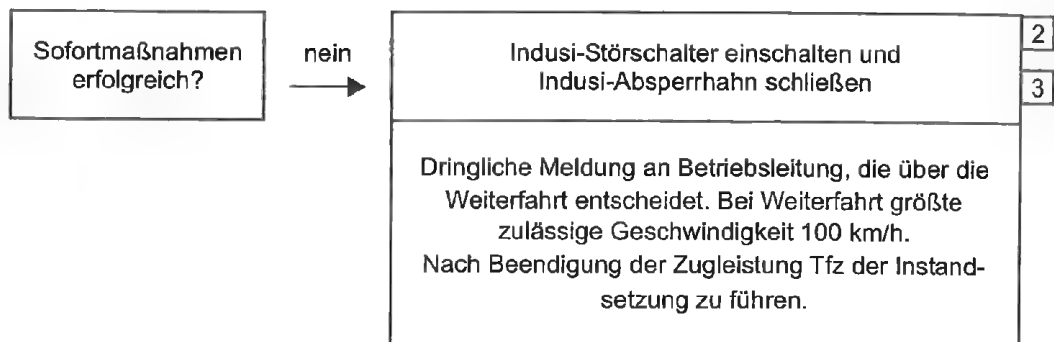 Sofortmaßnahmen
erfolgreich?
nein
Indusi-Störschalter einschalten und
Indusi-Absperrhahn schließen
2
3
Dringliche Meldung an Betriebsleitung, die über die
Weiterfahrt entscheidet. Bei Weiterfahrt größte
zulässige Geschwindigkeit 100 km/h.
Nach Beendigung der Zugleistung Tfz der Instand-
setzung zu führen.